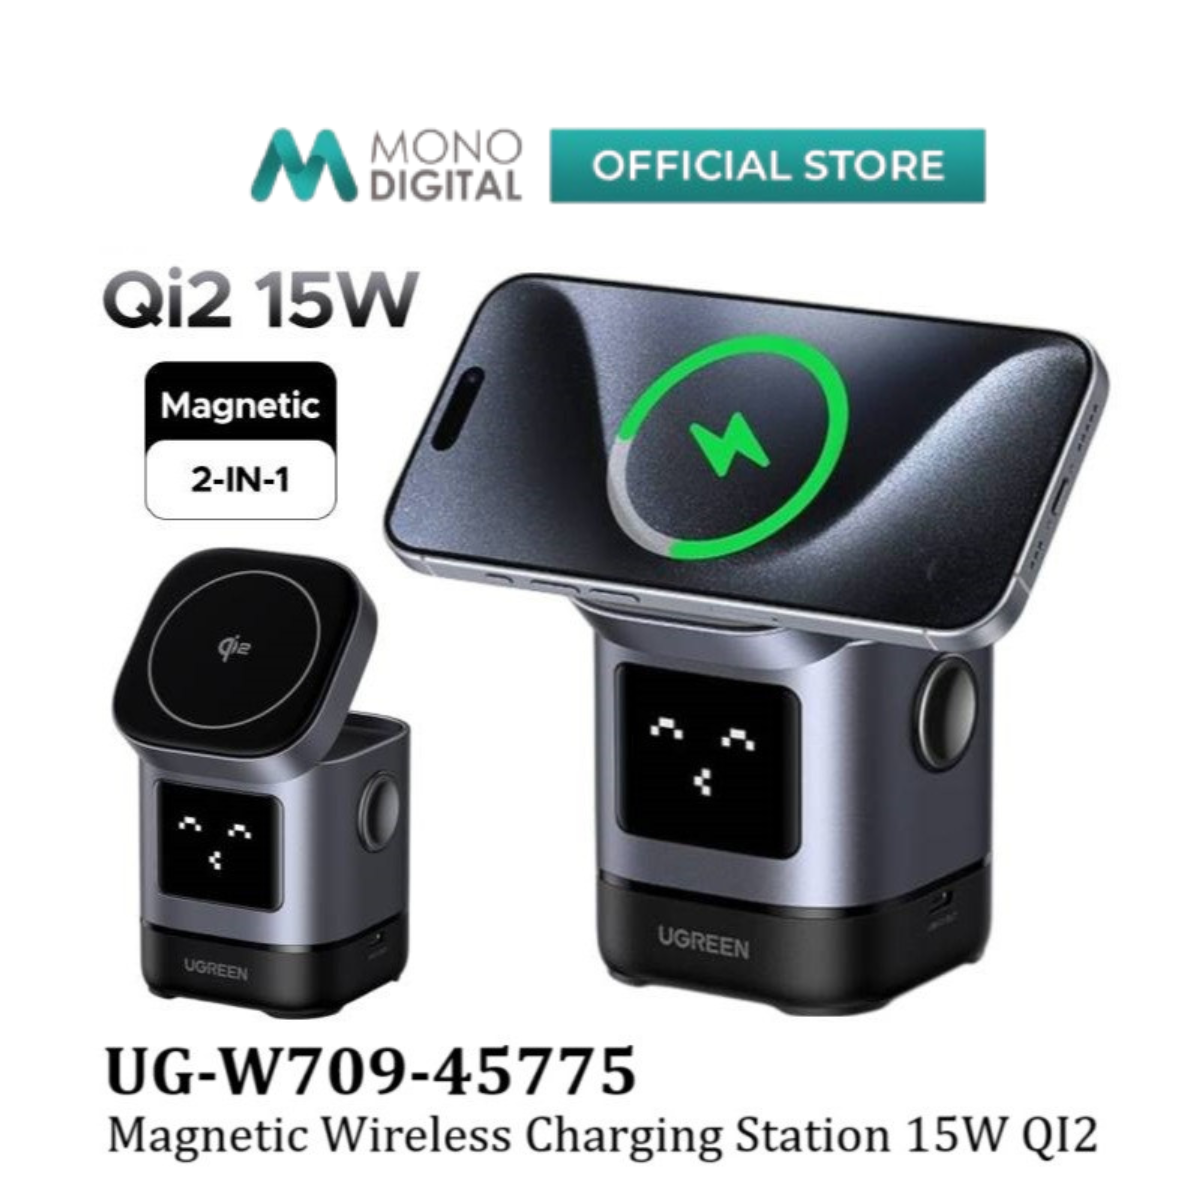 MONO
DIGITAL
OFFICIAL STORE
Qi2 15W
Magnetic
2-IN-1
Qi2
UGREEN
UGREEN
UG-W709-45775
Magnetic Wireless Charging Station 15W QI2